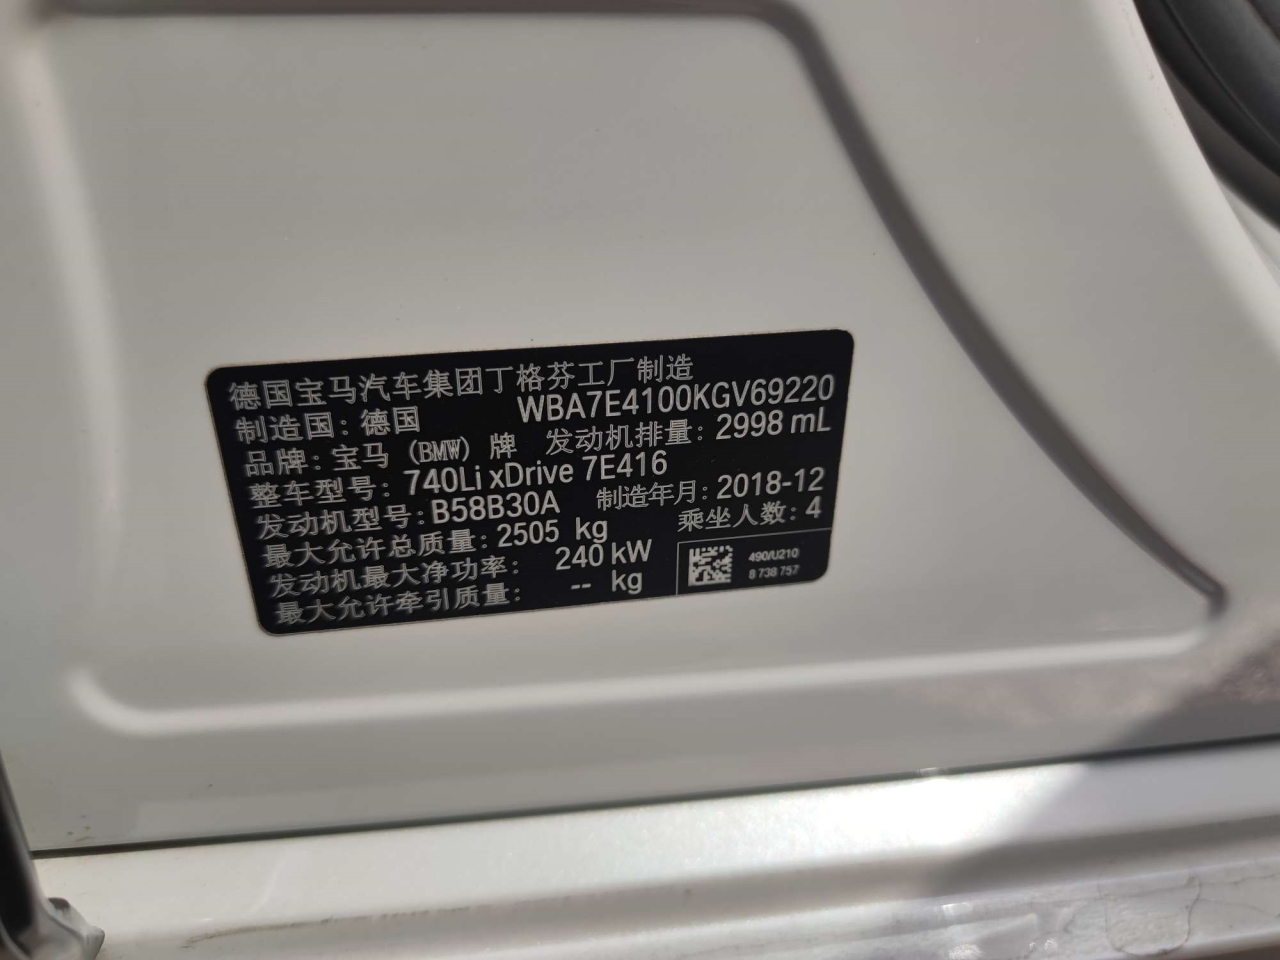 德国宝马汽车集团丁格芬工厂制造
制造国：德国 WBA7E4100KGV69220
品牌：宝马 (BMW) 牌 发动机排量：2998 mL
整车型号：740Li xDrive 7E416
发动机型号：B58B30A 制造年月：2018-12
最大允许总质量：2505 kg 乘坐人数：4
发动机最大净功率： 240 kW
最大允许牵引质量： -- kg
490/U210
8 738 757